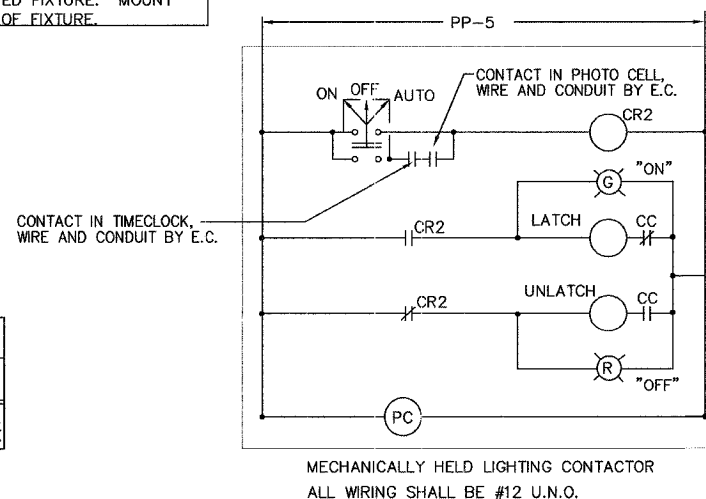 ED FIXTURE. MOUNT
OF FIXTURE.
PP-5
CONTACT IN PHOTO CELL,
WIRE AND CONDUIT BY E.C.
ON OFF AUTO
CR2
G "ON"
CONTACT IN TIMECLOCK,
WIRE AND CONDUIT BY E.C.
CR2 LATCH CC
UNLATCH
CR2 CC
R "OFF"
PC
MECHANICALLY HELD LIGHTING CONTACTOR
ALL WIRING SHALL BE #12 U.N.O.